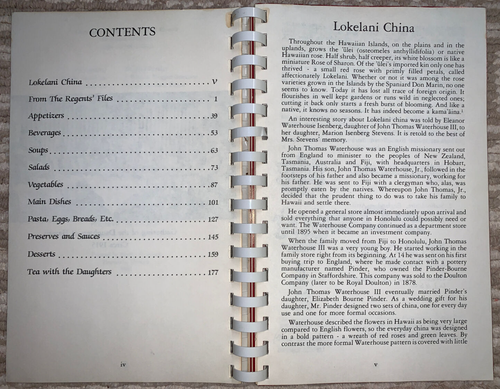 CONTENTS
Lokelani China v
From The Regents' Files 1
Appetizers 39
Beverages 53
Soups 63
Salads 73
Vegetables 87
Main Dishes 101
Pasta, Eggs, Breads, Etc. 127
Preserves and Sauces 145
Desserts 159
Tea with the Daughters 177
iv
Lokelani China
Throughout the Hawaiian Islands, on the plains and in the
uplands, grows the 'ūlei (osteomeles anthyllidifolia) or native
Hawaiian rose. Half shrub, half creeper, its white blossom is like a
miniature Rose of Sharon. Of the 'ūlei's imported kin only one has
thrived - a small red rose with primly filled petals, called
affectionately Lokelani. Whether or not it was among the rose
varieties grown in the Islands by the Spaniard Don Marin, no one
seems to know. Today it has lost all trace of foreign origin. It
flourishes in well kept gardens or runs wild in neglected ones;
cutting it back only starts a fresh burst of blooming. And like a
native, it knows no seasons. It has indeed become a kama'āina.
An interesting story about Lokelani china was told by Eleanor
Waterhouse Isenberg, daughter of John Thomas Waterhouse III, to
her daughter, Marion Isenberg Stevens. It is retold to the best of
Mrs. Stevens' memory.
John Thomas Waterhouse was an English missionary sent out
from England to minister to the peoples of New Zealand,
Tasmania, Australia and Fiji, with headquarters in Hobart,
Tasmania. His son, John Thomas Waterhouse, Jr., followed in the
footsteps of his father and also became a missionary, working for
his father. He was sent to Fiji with a clergyman who, alas, was
promptly eaten by the natives. Whereupon John Thomas, Jr.,
decided that the prudent thing to do was to take his family to
Hawaii and settle there.
He opened a general store almost immediately upon arrival and
sold everything that anyone in Honolulu could possibly need or
want. The Waterhouse Company continued as a department store
until 1895 when it became an investment company.
When the family moved from Fiji to Honolulu, John Thomas
Waterhouse III was a very young boy. He started working in the
family store right from its beginning. At 14 he was sent on his first
buying trip to England, where he made contact with a pottery
manufacturer named Pinder, who owned the Pinder-Bourne
Company in Staffordshire. This company was sold to the Doulton
Company (later to be Royal Doulton) in 1878.
John Thomas Waterhouse III eventually married Pinder's
daughter, Elizabeth Bourne Pinder. As a wedding gift for his
daughter, Mr. Pinder designed two sets of china, one for every day
use and one for more formal occasions.
Waterhouse described the flowers in Hawaii as being very large
compared to English flowers, so the everyday china was designed
in a bold pattern - a wreath of red roses and green leaves. By
contrast the more formal Waterhouse pattern is covered with little
v